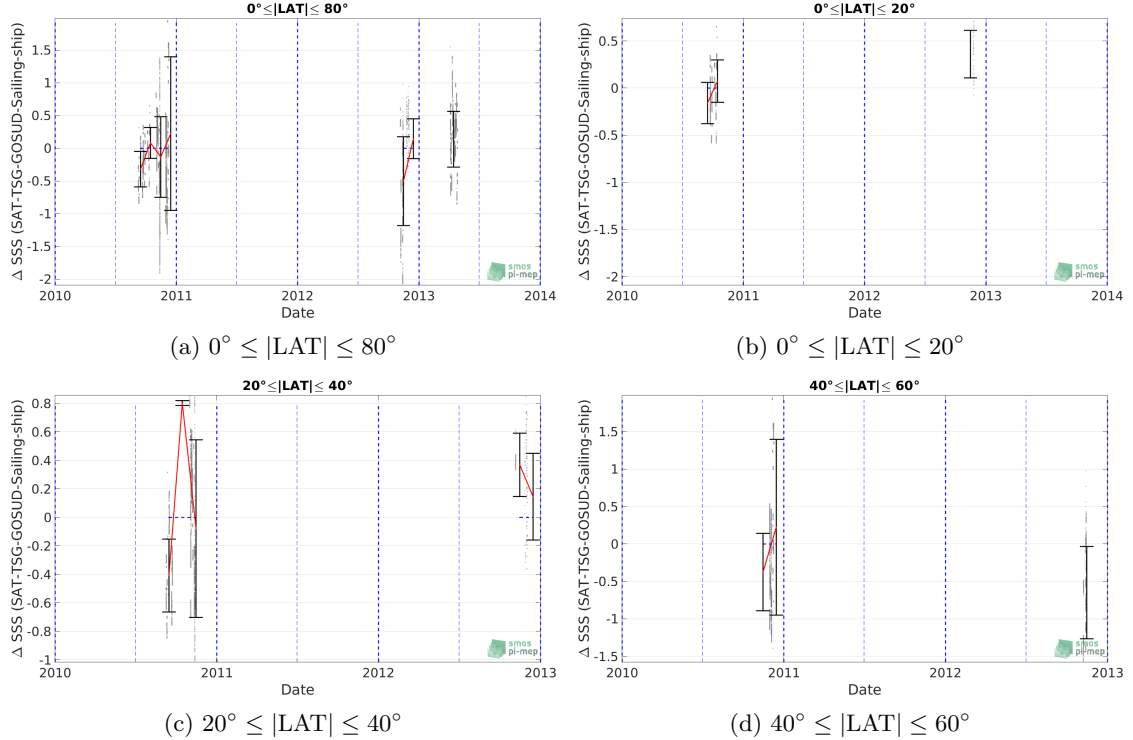 0°≤|LAT|≤ 80°
Δ SSS (SAT-TSG-GOSUD-Sailing-ship)
1.5
1
0.5
0
-0.5
-1
-1.5
-2
2010 2011 2012 2013 2014
Date
smos
pi-mep
(a) 0° ≤ |LAT| ≤ 80°
0°≤|LAT|≤ 20°
Δ SSS (SAT-TSG-GOSUD-Sailing-ship)
0.5
0
-0.5
-1
-1.5
-2
2010 2011 2012 2013 2014
Date
smos
pi-mep
(b) 0° ≤ |LAT| ≤ 20°
20°≤|LAT|≤ 40°
Δ SSS (SAT-TSG-GOSUD-Sailing-ship)
0.8
0.6
0.4
0.2
0
-0.2
-0.4
-0.6
-0.8
-1
2010 2011 2012 2013
Date
smos
pi-mep
(c) 20° ≤ |LAT| ≤ 40°
40°≤|LAT|≤ 60°
Δ SSS (SAT-TSG-GOSUD-Sailing-ship)
1.5
1
0.5
0
-0.5
-1
-1.5
2010 2011 2012 2013
Date
smos
pi-mep
(d) 40° ≤ |LAT| ≤ 60°